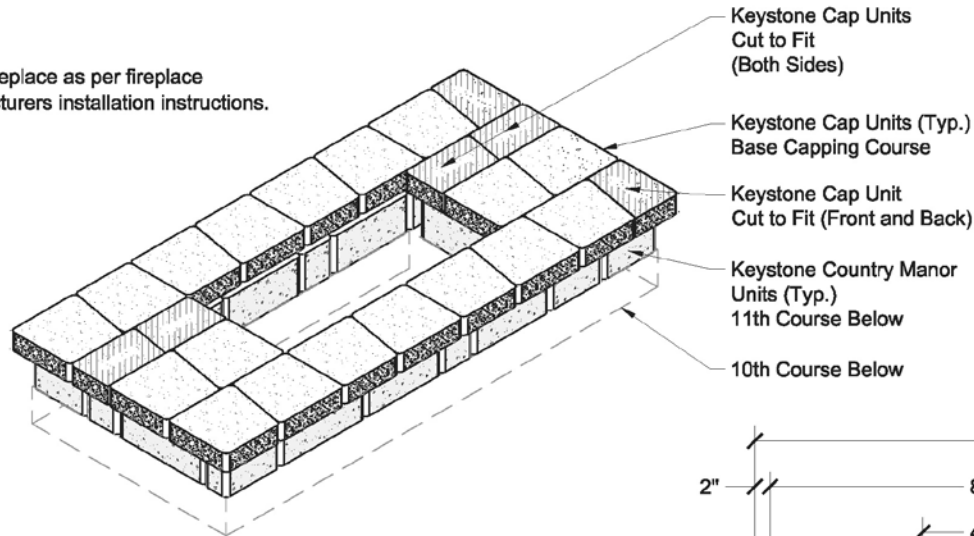 eplace as per fireplace
cturers installation instructions.
Keystone Cap Units
Cut to Fit
(Both Sides)
Keystone Cap Units (Typ.)
Base Capping Course
Keystone Cap Unit
Cut to Fit (Front and Back)
Keystone Country Manor
Units (Typ.)
11th Course Below
10th Course Below
2"